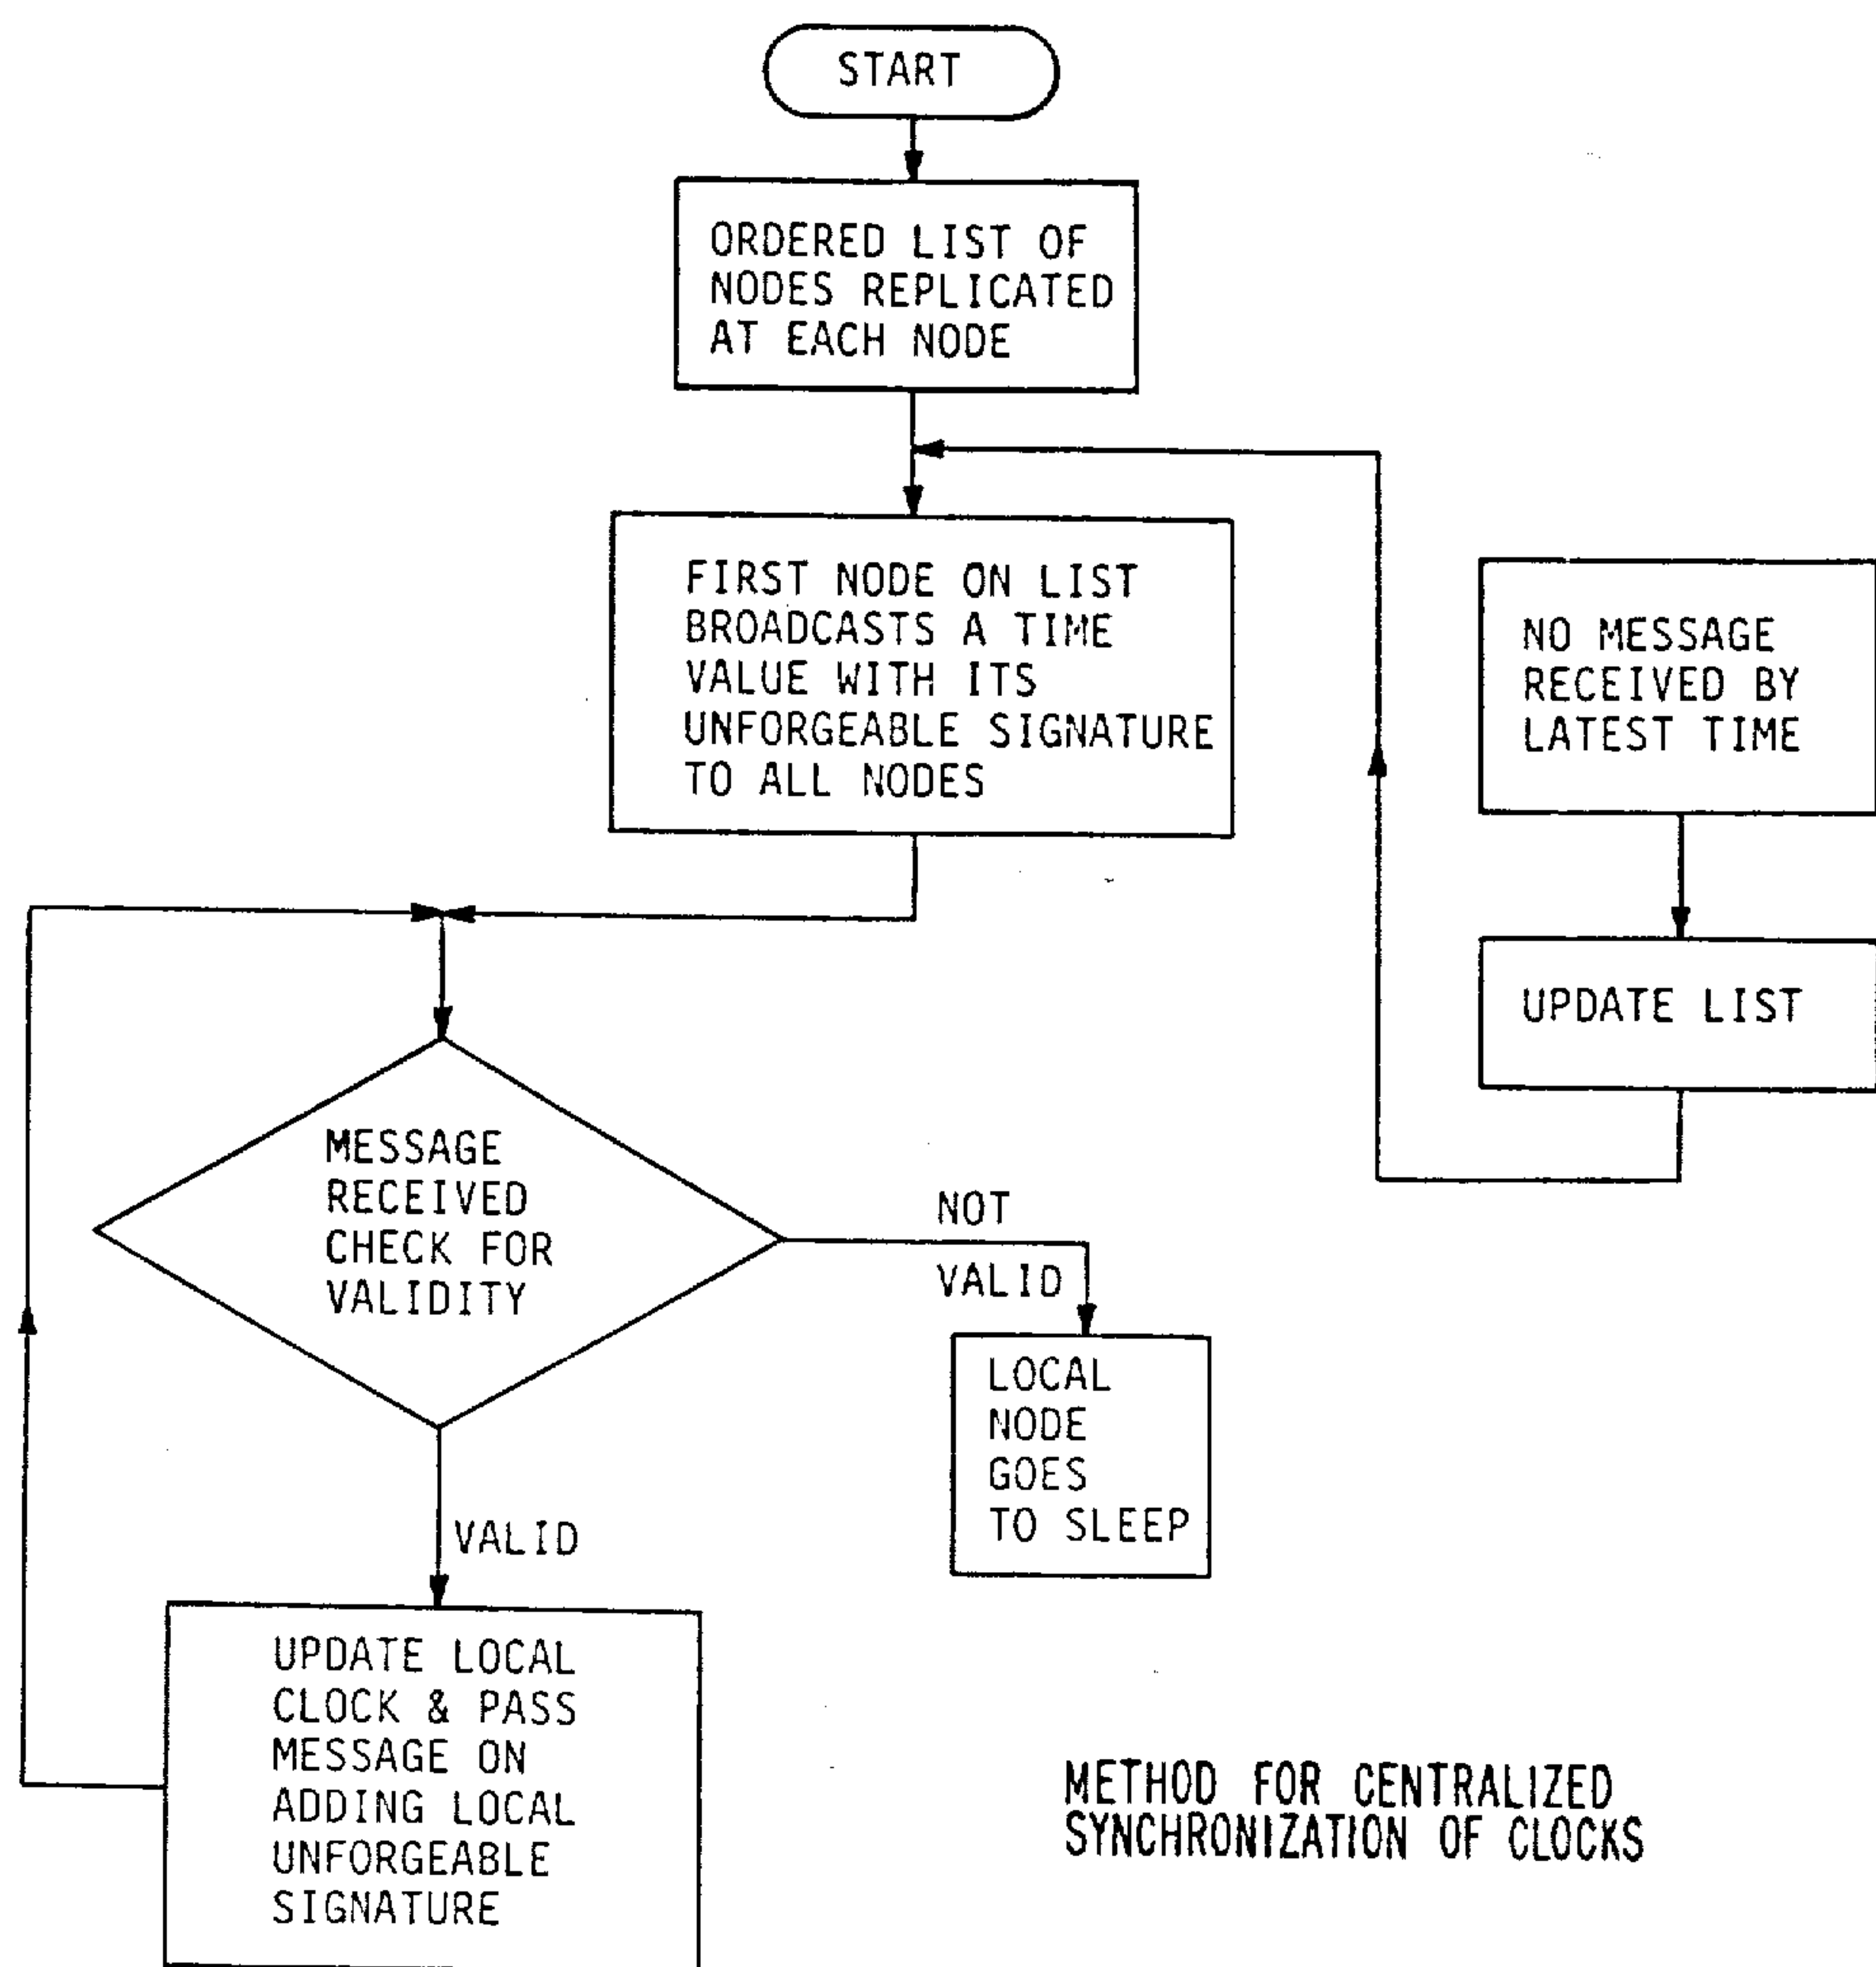 START
ORDERED LIST OF
NODES REPLICATED
AT EACH NODE
FIRST NODE ON LIST
BROADCASTS A TIME
VALUE WITH ITS
UNFORGEABLE SIGNATURE
TO ALL NODES
NO MESSAGE
RECEIVED BY
LATEST TIME
UPDATE LIST
MESSAGE
RECEIVED
CHECK FOR
VALIDITY
NOT
VALID
LOCAL
NODE
GOES
TO SLEEP
VALID
UPDATE LOCAL
CLOCK & PASS
MESSAGE ON
ADDING LOCAL
UNFORGEABLE
SIGNATURE
METHOD FOR CENTRALIZED
SYNCHRONIZATION OF CLOCKS